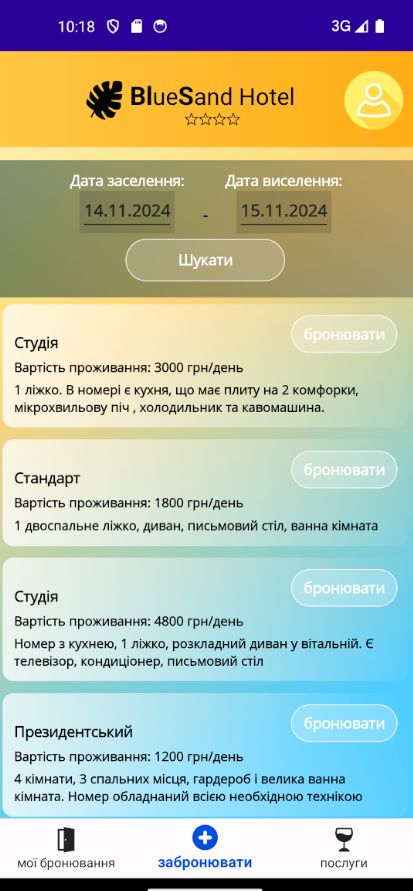 10:18
3G
BlueSand Hotel
Дата заселення:
Дата виселення:
14.11.2024 - 15.11.2024
Шукати
бронювати
Студія
Вартість проживання: 3000 грн/день
1 ліжко. В номері є кухня, що має плиту на 2 комфорки,
мікрохвильову піч , холодильник та кавомашина.
бронювати
Стандарт
Вартість проживання: 1800 грн/день
1 двоспальне ліжко, диван, письмовий стіл, ванна кімната
бронювати
Студія
Вартість проживання: 4800 грн/день
Номер з кухнею, 1 ліжко, розкладний диван у вітальній. Є
телевізор, кондиціонер, письмовий стіл
бронювати
Президентський
Вартість проживання: 1200 грн/день
4 кімнати, 3 спальних місця, гардероб і велика ванна
кімната. Номер обладнаний всією необхідною технікою
мої бронювання
забронювати
послуги